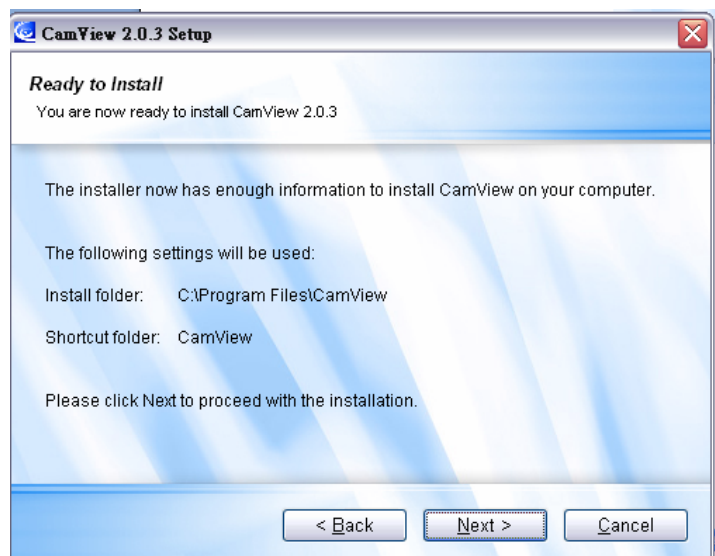 CamView 2.0.3 Setup
Ready to Install
You are now ready to install CamView 2.0.3
The installer now has enough information to install CamView on your computer.
The following settings will be used:
Install folder: C:\Program Files\CamView
Shortcut folder: CamView
Please click Next to proceed with the installation.
< Back Next > Cancel